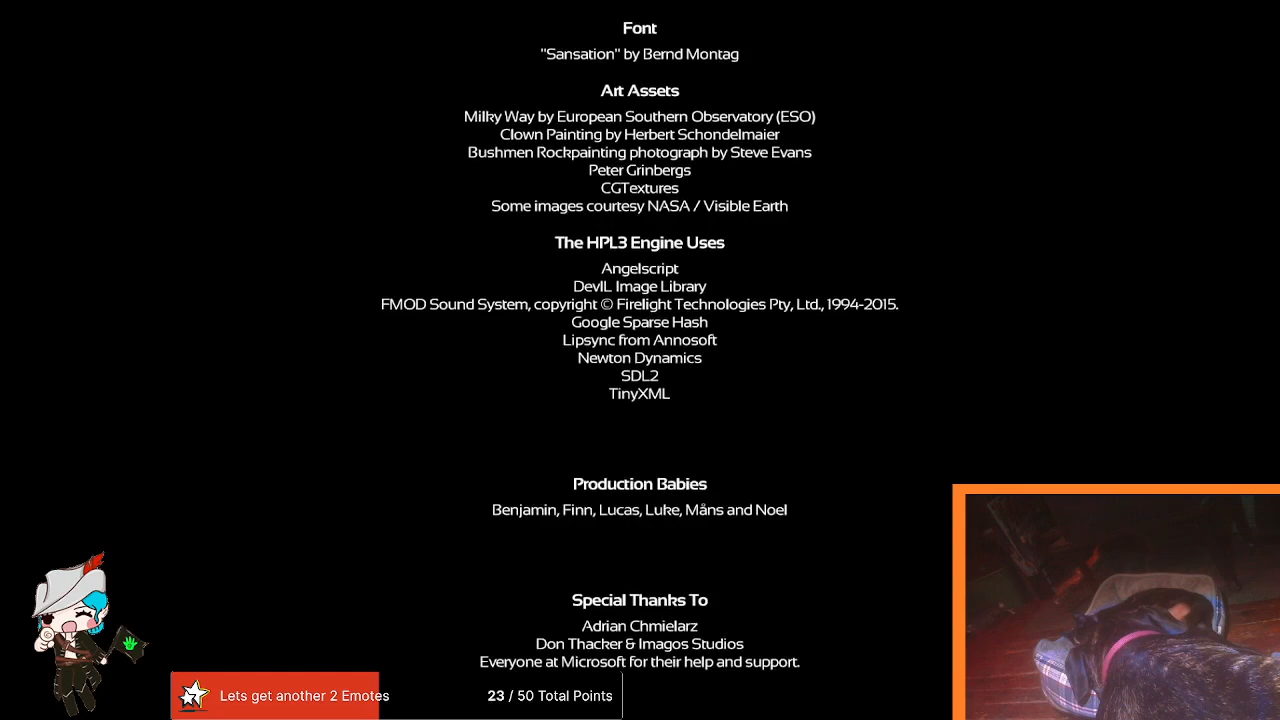 Font
"Sansation" by Bernd Montag
Art Assets
Milky Way by European Southern Observatory (ESO)
Clown Painting by Herbert Schondelmaier
Bushmen Rockpainting photograph by Steve Evans
Peter Grinbergs
CGTextures
Some images courtesy NASA / Visible Earth
The HPL3 Engine Uses
Angelscript
DevIL Image Library
FMOD Sound System, copyright © Firelight Technologies Pty, Ltd., 1994-2015.
Google Sparse Hash
Lipsync from Annosoft
Newton Dynamics
SDL2
TinyXML
Production Babies
Benjamin, Finn, Lucas, Luke, Måns and Noel
Special Thanks To
Adrian Chmielarz
Don Thacker & Imagos Studios
Everyone at Microsoft for their help and support.
Lets get another 2 Emotes 23 / 50 Total Points